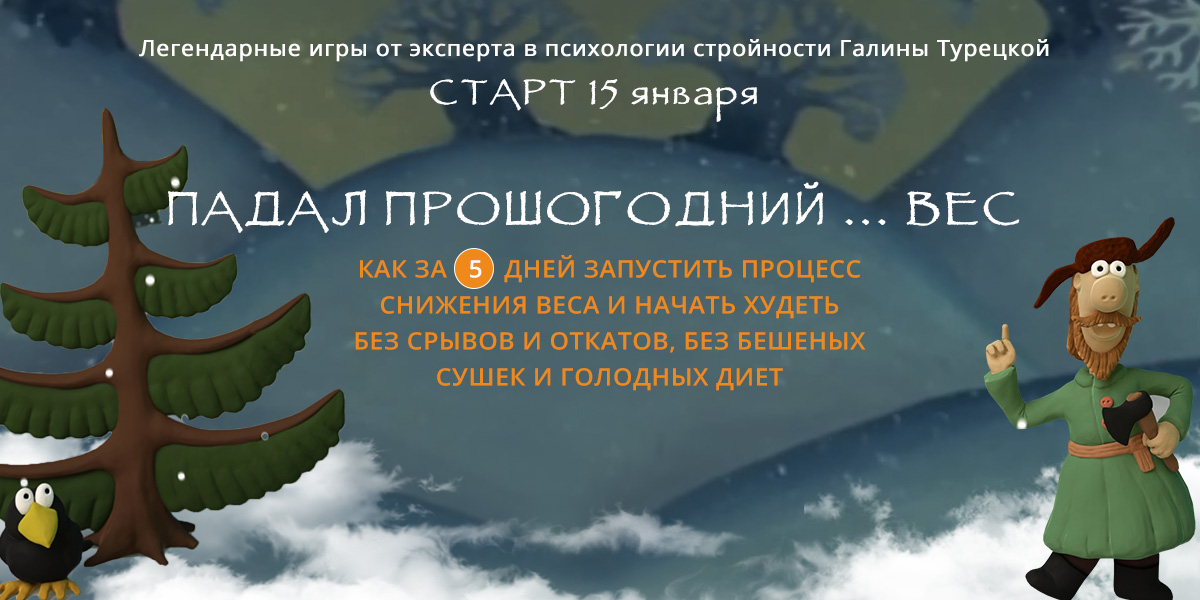 Легендарные игры от эксперта в психологии стройности Галины Турецкой
СТАРТ 15 января
ПАДАЛ ПРОШОГОДНИЙ ... ВЕС
КАК ЗА 5 ДНЕЙ ЗАПУСТИТЬ ПРОЦЕСС
СНИЖЕНИЯ ВЕСА И НАЧАТЬ ХУДЕТЬ
БЕЗ СРЫВОВ И ОТКАТОВ, БЕЗ БЕШЕНЫХ
СУШЕК И ГОЛОДНЫХ ДИЕТ